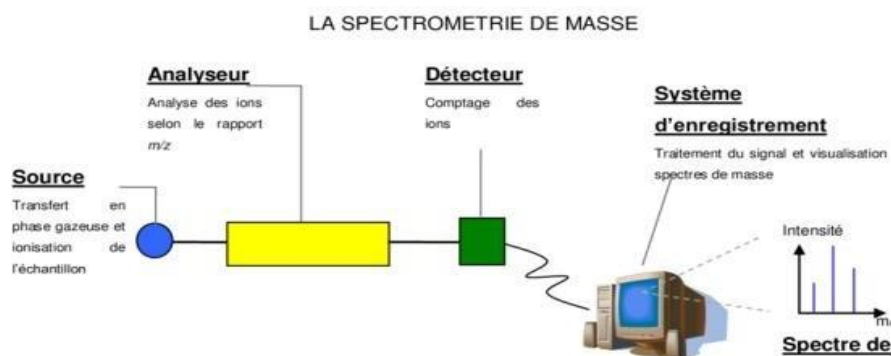 LA SPECTROMETRIE DE MASSE
Analyseur
Analyse des ions
selon le rapport
m/z
Détecteur
Comptage des
ions
Système
d'enregistrement
Traitement du signal et visualisation
spectres de masse
Source
Transfert en
phase gazeuse et
ionisation de
l'échantillon
Intensité
m/
Spectre de